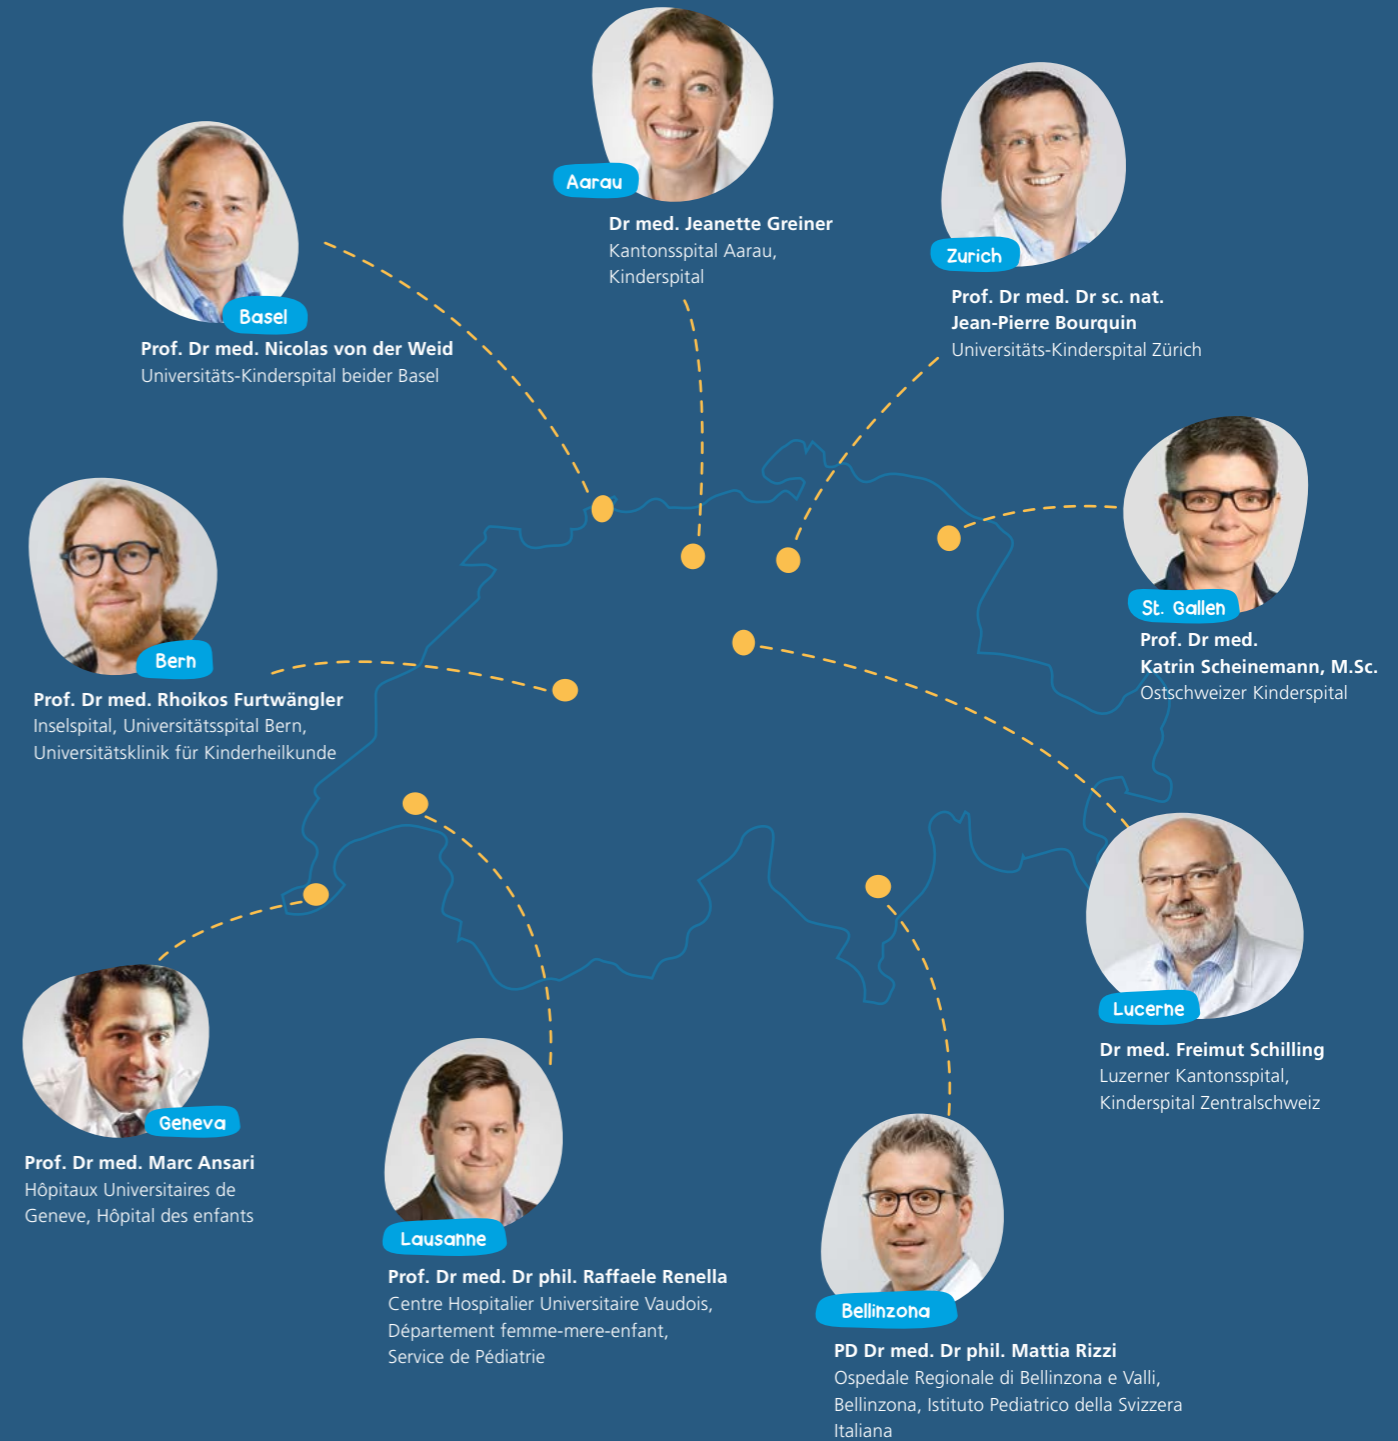 Aarau
Dr med. Jeanette Greiner
Kantonsspital Aarau,
Kinderspital
Zurich
Prof. Dr med. Dr sc. nat.
Jean-Pierre Bourquin
Universitäts-Kinderspital Zürich
Basel
Prof. Dr med. Nicolas von der Weid
Universitäts-Kinderspital beider Basel
St. Gallen
Prof. Dr med.
Katrin Scheinemann, M.Sc.
Ostschweizer Kinderspital
Bern
Prof. Dr med. Rhoikos Furtwängler
Inselspital, Universitätsspital Bern,
Universitätsklinik für Kinderheilkunde
Lucerne
Dr med. Freimut Schilling
Luzerner Kantonsspital,
Kinderspital Zentralschweiz
Geneva
Prof. Dr med. Marc Ansari
Hôpitaux Universitaires de
Geneve, Hôpital des enfants
Lausanne
Prof. Dr med. Dr phil. Raffaele Renella
Centre Hospitalier Universitaire Vaudois,
Département femme-mere-enfant,
Service de Pédiatrie
Bellinzona
PD Dr med. Dr phil. Mattia Rizzi
Ospedale Regionale di Bellinzona e Valli,
Bellinzona, Istituto Pediatrico della Svizzera
Italiana